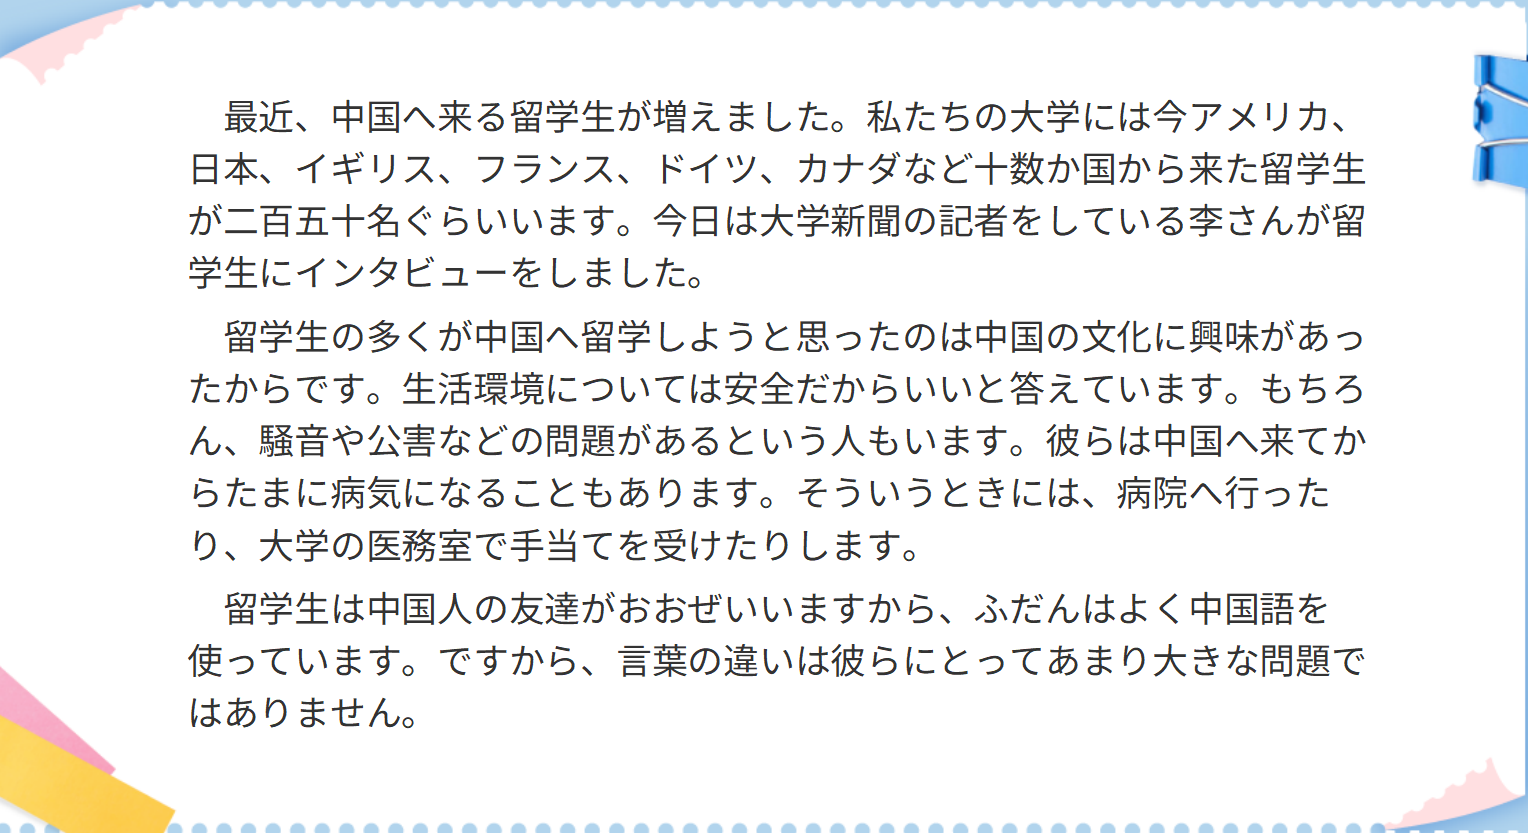 最近、中国へ来る留学生が増えました。私たちの大学には今アメリカ、
日本、イギリス、フランス、ドイツ、カナダなど十数か国から来た留学生
が二百五十名ぐらいいます。今日は大学新聞の記者をしている李さんが留
学生にインタビューをしました。
留学生の多くが中国へ留学しようと思ったのは中国の文化に興味があっ
たからです。生活環境については安全だからいいと答えています。もちろ
ん、騒音や公害などの問題があるという人もいます。彼らは中国へ来てか
らたまに病気になることもあります。そういうときには、病院へ行った
り、大学の医務室で手当てを受けたりします。
留学生は中国人の友達がおおぜいいますから、ふだんはよく中国語を
使っています。ですから、言葉の違いは彼らにとってあまり大きな問題で
はありません。